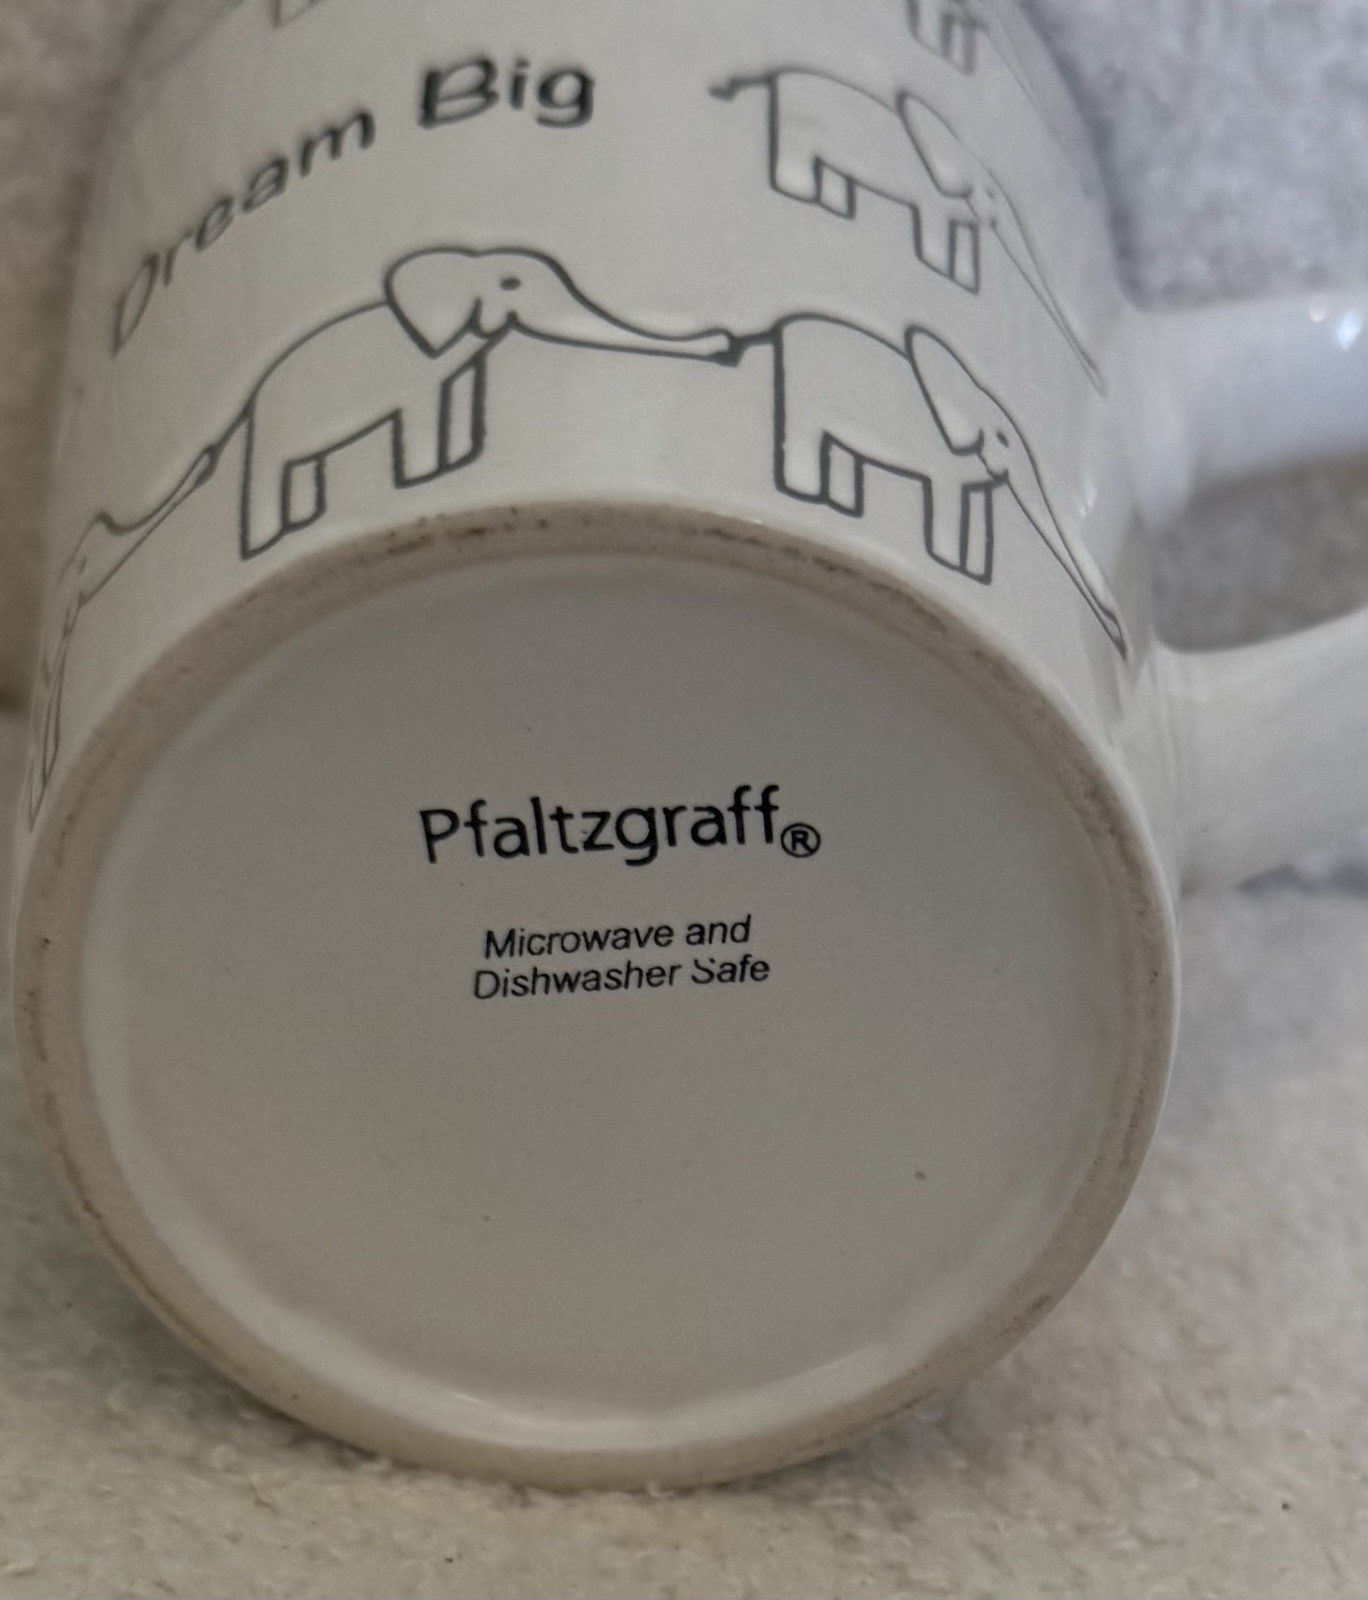 Dream Big
Pfaltzgraff®
Microwave and
Dishwasher Safe